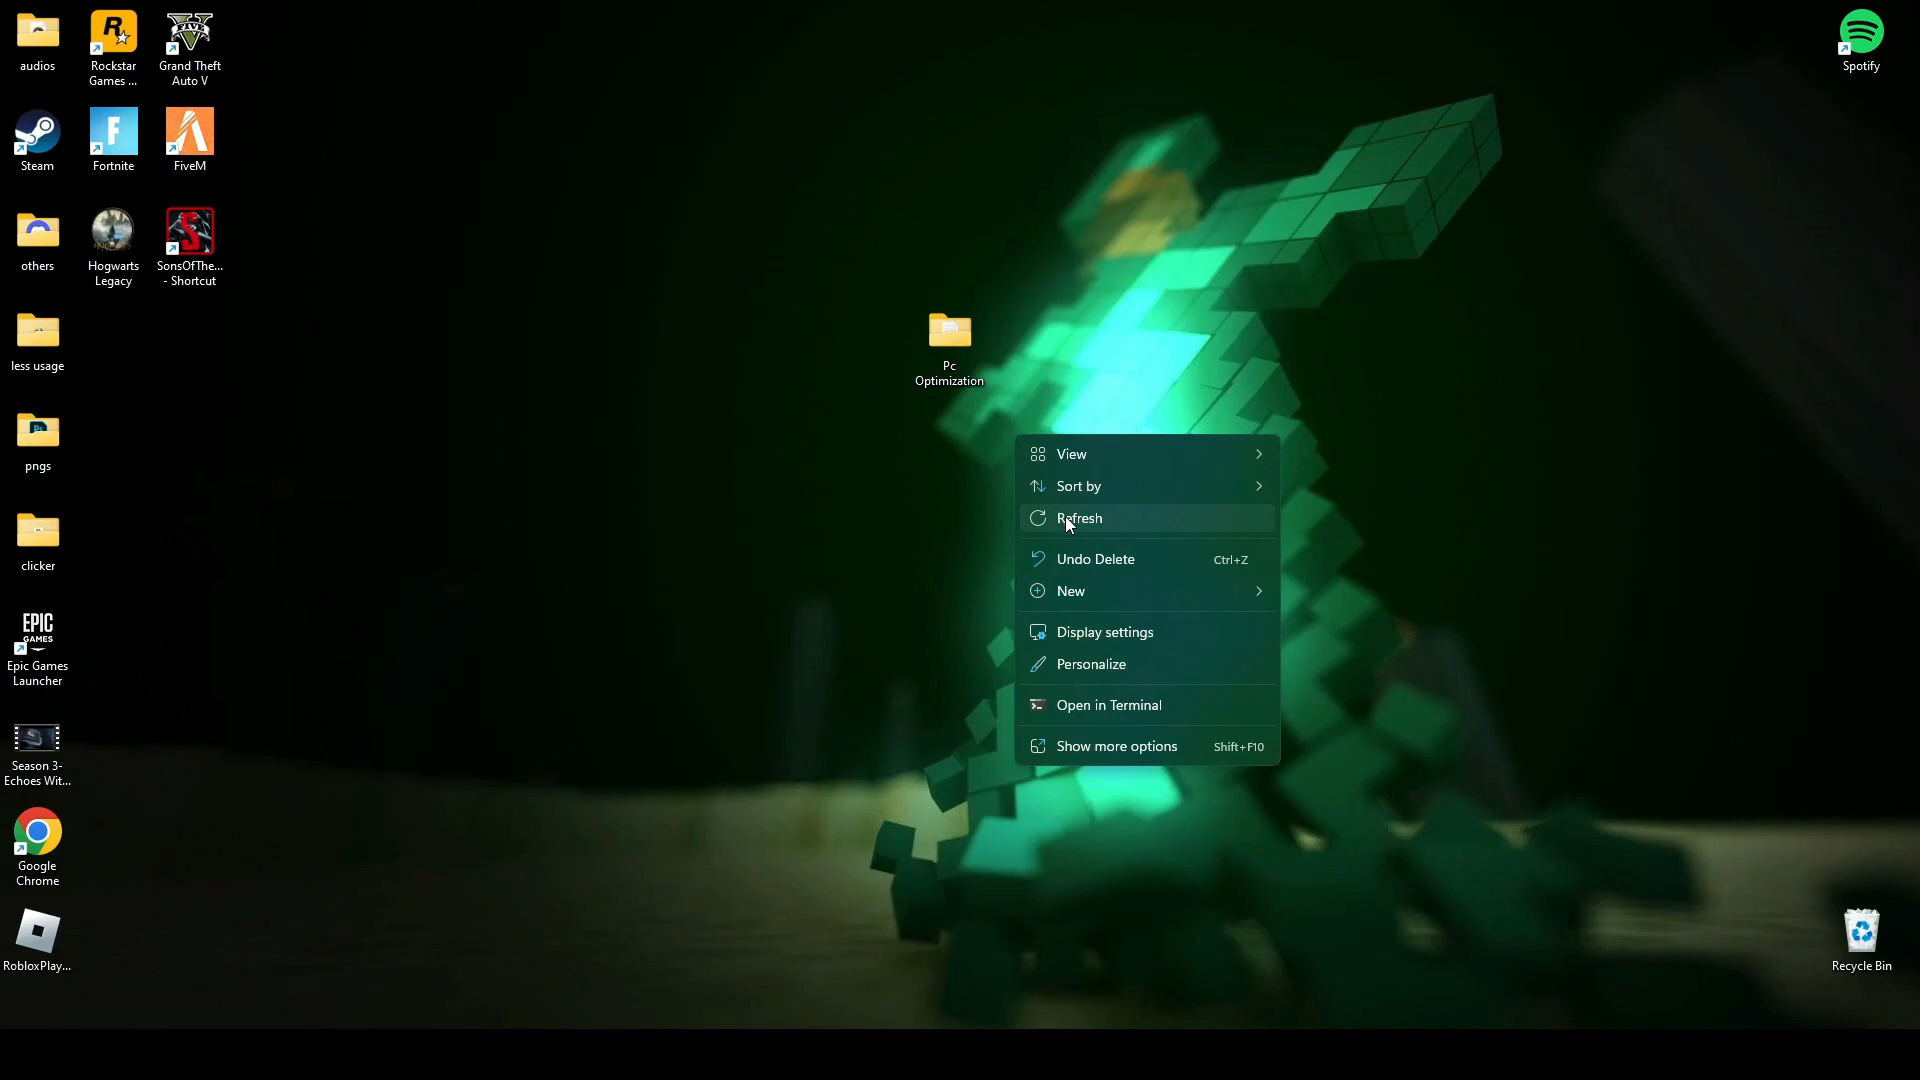 audios
Rockstar
Games ...
Grand Theft
Auto V
Spotify
Steam
Fortnite
FiveM
others
Hogwarts
Legacy
SonsOfThe...
- Shortcut
less usage
Pc
Optimization
pngs
clicker
EPIC
GAMES
Epic Games
Launcher
Season 3-
Echoes Wit...
Google
Chrome
RobloxPlay...
Recycle Bin
View
Sort by
Refresh
Undo Delete Ctrl+Z
New
Display settings
Personalize
Open in Terminal
Show more options Shift+F10